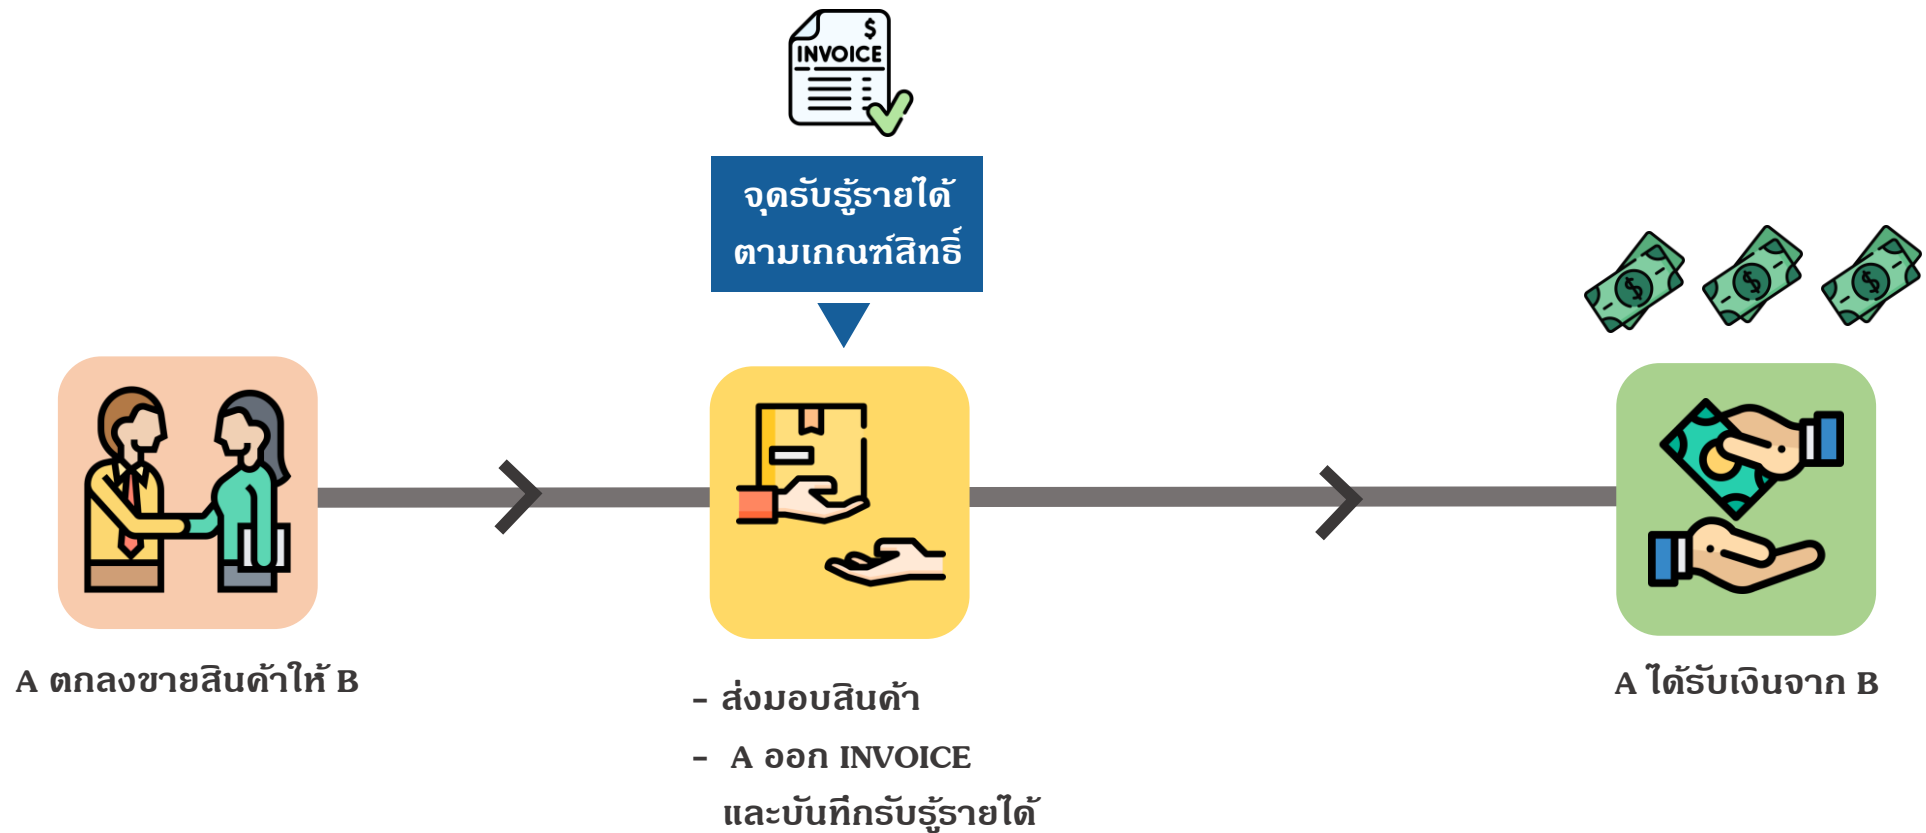 $
INVOICE
จุดรับรู้รายได้
ตามเกณฑ์สิทธิ์
A ตกลงขายสินค้าให้ B
- ส่งมอบสินค้า
- A ออก INVOICE
และบันทึกรับรู้รายได้
A ได้รับเงินจาก B